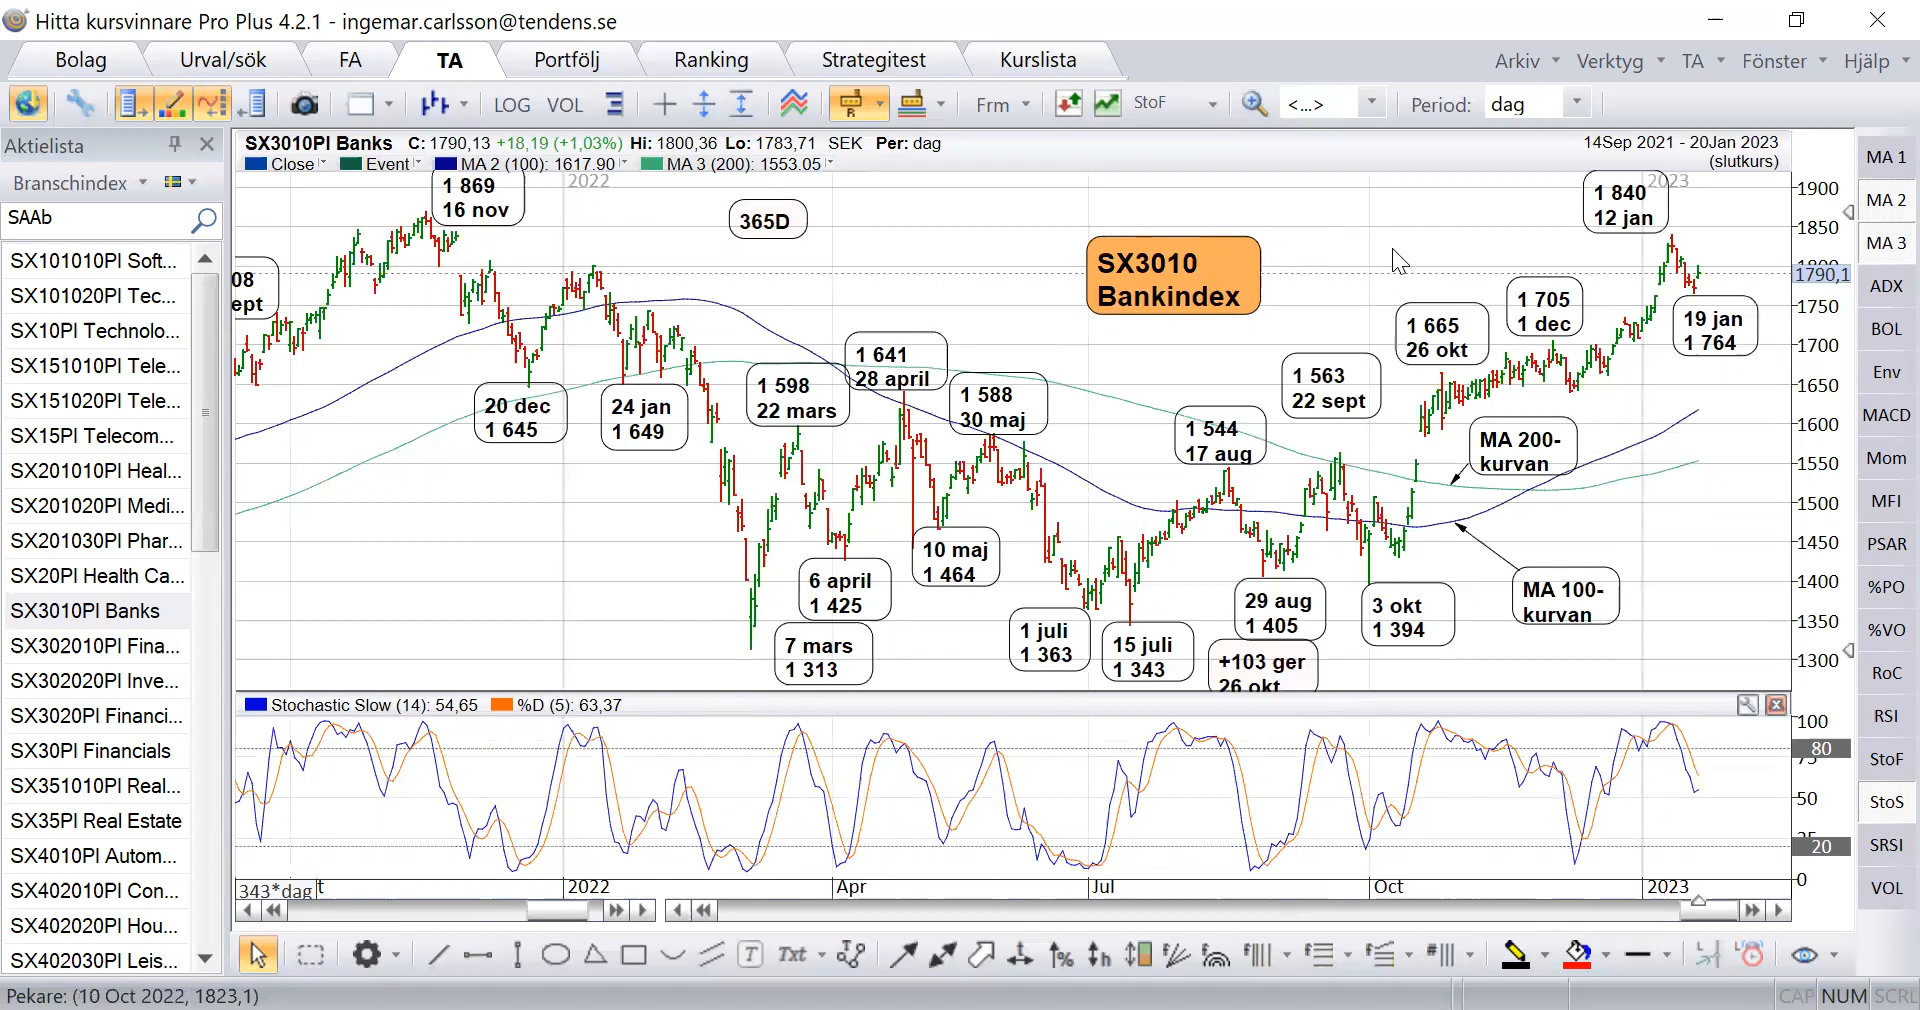 Hitta kursvinnare Pro Plus 4.2.1 - ingemar.carlsson@tendens.se
Bolag Urval/sök FA TA Portfölj Ranking Strategitest Kurslista Arkiv Verktyg TA Fönster Hjälp
LOG VOL Frm StoF <...> Period: dag
Aktielista
Branschindex
SAAb
SX101010PI Soft...
SX101020PI Tec...
SX10PI Technolo...
SX151010PI Tele...
SX151020PI Tele...
SX15PI Telecom...
SX201010PI Heal...
SX201020PI Medi...
SX201030PI Phar...
SX20PI Health Ca...
SX3010PI Banks
SX302010PI Fina...
SX302020PI Inve...
SX3020PI Financi...
SX30PI Financials
SX351010PI Real...
SX35PI Real Estate
SX4010PI Autom...
SX402010PI Con...
SX402020PI Hou...
SX402030PI Leis...
SX3010PI Banks C: 1790,13 +18,19 (+1,03%) Hi: 1800,36 Lo: 1783,71 SEK Per: dag
14Sep 2021 - 20Jan 2023
(slutkurs)
Close Event MA 2 (100): 1617.90 MA 3 (200): 1553.05
2022
2023
08
ept
1 869
16 nov
365D
SX3010
Bankindex
1 840
12 jan
20 dec
1 645
24 jan
1 649
1 598
22 mars
1 641
28 april
1 588
30 maj
1 544
17 aug
1 563
22 sept
1 665
26 okt
1 705
1 dec
19 jan
1 764
MA 200-
kurvan
MA 100-
kurvan
7 mars
1 313
6 april
1 425
10 maj
1 464
1 juli
1 363
15 juli
1 343
29 aug
1 405
+103 ger
26 okt
3 okt
1 394
1900
1850
1800
1790,1
1750
1700
1650
1600
1550
1500
1450
1400
1350
1300
Stochastic Slow (14): 54,65 %D (5): 63,37
100
80
75
50
25
20
0
343*dag t 2022 Apr Jul Oct 2023
MA 1
MA 2
MA 3
ADX
BOL
Env
MACD
Mom
MFI
PSAR
%PO
%VO
RoC
RSI
StoF
StoS
SRSI
VOL
T Txt
Pekare: (10 Oct 2022, 1823,1) CAP NUM SCRL